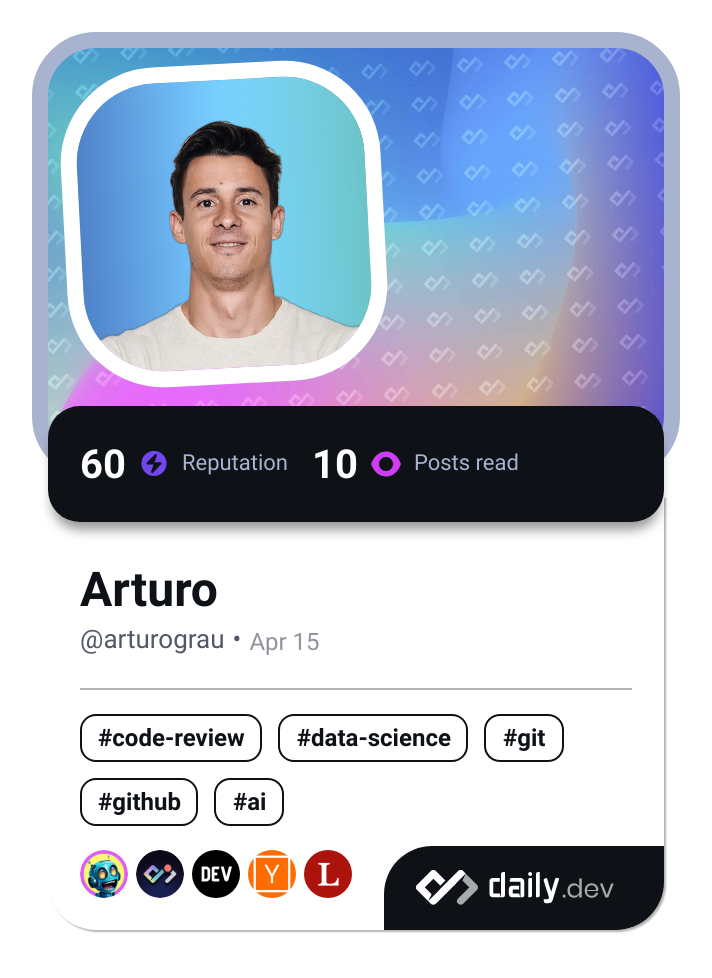 60 Reputation 10 Posts read
Arturo
@arturograu • Apr 15
#code-review #data-science #git
#github #ai
DEV Y L daily.dev